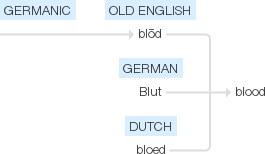 GERMANIC OLD ENGLISH
blōd
GERMAN
Blut blood
DUTCH
bloed